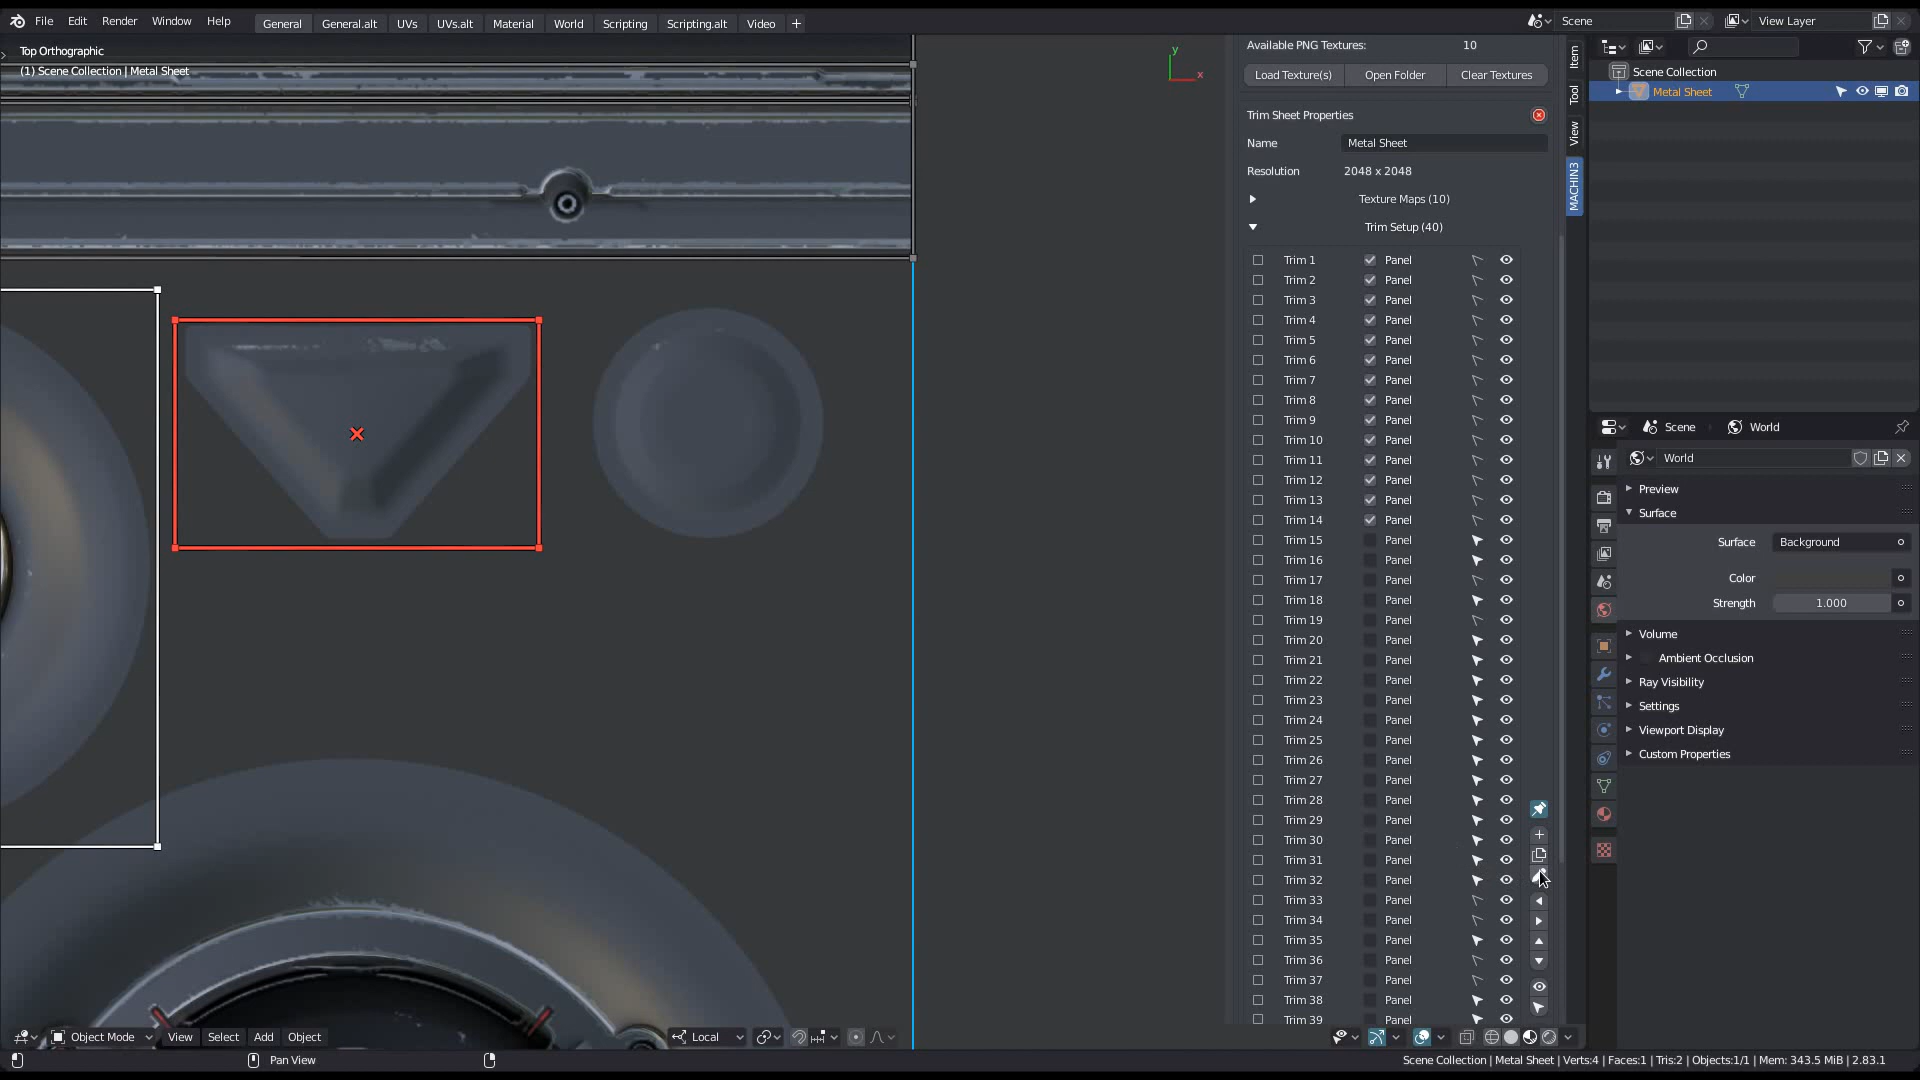 File Edit Render Window Help General General.alt UVs UVs.alt Material World Scripting Scripting.alt Video + Scene View Layer
Top Orthographic
(1) Scene Collection | Metal Sheet
y
x
Available PNG Textures: 10
Load Texture(s) Open Folder Clear Textures
Trim Sheet Properties
Name Metal Sheet
Resolution 2048 x 2048
Texture Maps (10)
Trim Setup (40)
Trim 1 Panel
Trim 2 Panel
Trim 3 Panel
Trim 4 Panel
Trim 5 Panel
Trim 6 Panel
Trim 7 Panel
Trim 8 Panel
Trim 9 Panel
Trim 10 Panel
Trim 11 Panel
Trim 12 Panel
Trim 13 Panel
Trim 14 Panel
Trim 15 Panel
Trim 16 Panel
Trim 17 Panel
Trim 18 Panel
Trim 19 Panel
Trim 20 Panel
Trim 21 Panel
Trim 22 Panel
Trim 23 Panel
Trim 24 Panel
Trim 25 Panel
Trim 26 Panel
Trim 27 Panel
Trim 28 Panel
Trim 29 Panel
Trim 30 Panel
Trim 31 Panel
Trim 32 Panel
Trim 33 Panel
Trim 34 Panel
Trim 35 Panel
Trim 36 Panel
Trim 37 Panel
Trim 38 Panel
Trim 39 Panel
Item
Tool
View
MACHIN3
Scene Collection
Metal Sheet
Scene World
World
Preview
Surface
Surface Background
Color
Strength 1.000
Volume
Ambient Occlusion
Ray Visibility
Settings
Viewport Display
Custom Properties
Object Mode View Select Add Object Local
Pan View
Scene Collection | Metal Sheet | Verts:4 | Faces:1 | Tris:2 | Objects:1/1 | Mem: 343.5 MiB | 2.83.1